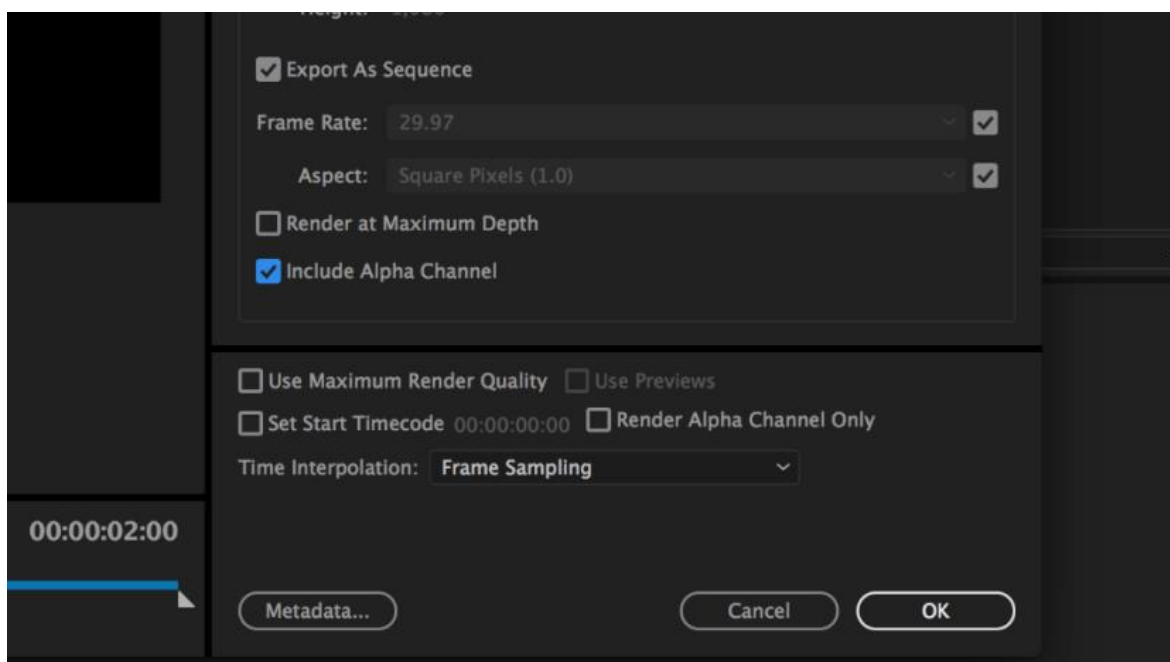 Export As Sequence
Frame Rate: 29.97
Aspect: Square Pixels (1.0)
Render at Maximum Depth
Include Alpha Channel
Use Maximum Render Quality Use Previews
Set Start Timecode 00:00:00:00 Render Alpha Channel Only
Time Interpolation: Frame Sampling
00:00:02:00
Metadata... Cancel OK